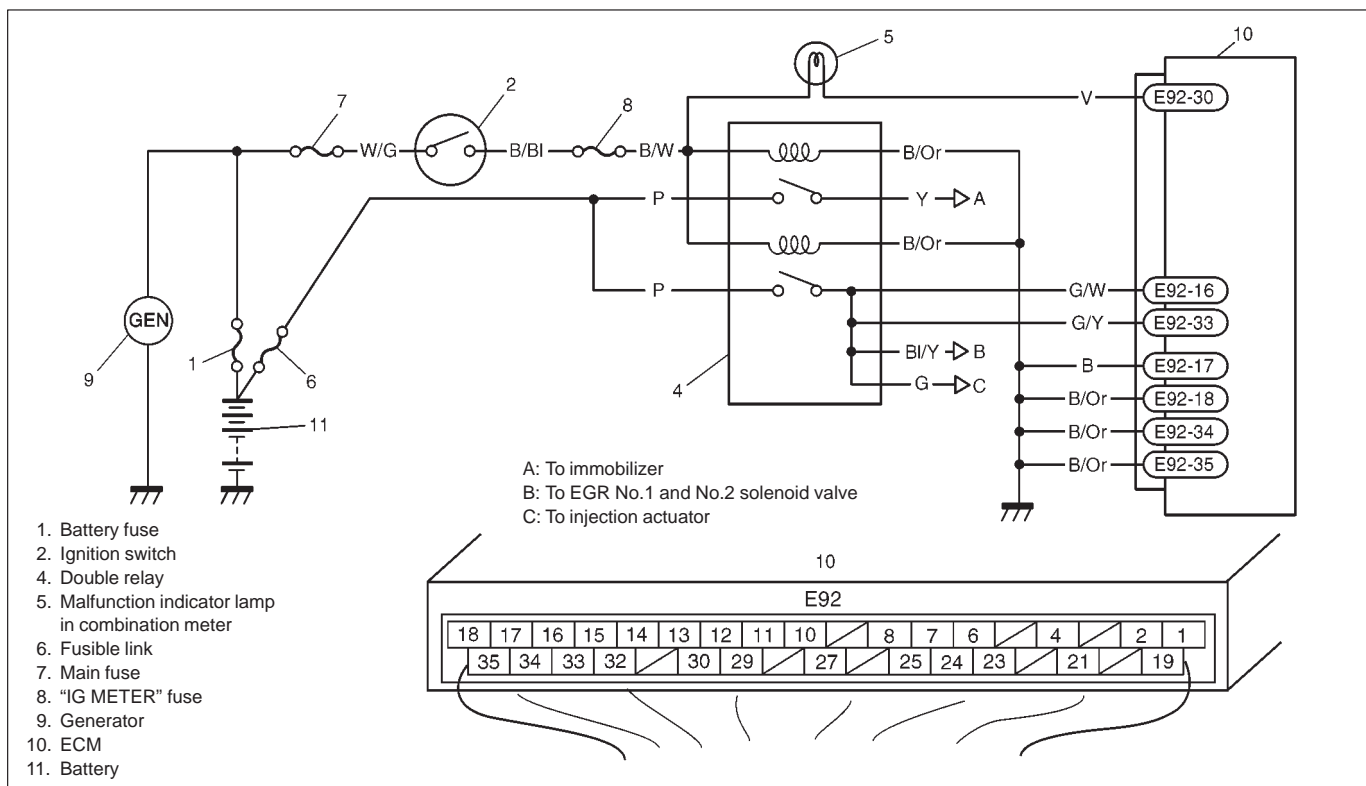 5
10
7
2
8
V
E92-30
W/G
B/Bl
B/W
B/Or
P
Y
A
B/Or
P
G/W
E92-16
GEN
G/Y
E92-33
9
1
6
4
Bl/Y
B
B
E92-17
G
C
B/Or
E92-18
11
B/Or
E92-34
A: To immobilizer
B/Or
E92-35
B: To EGR No.1 and No.2 solenoid valve
C: To injection actuator
1. Battery fuse
2. Ignition switch
4. Double relay
5. Malfunction indicator lamp
in combination meter
6. Fusible link
7. Main fuse
8. “IG METER” fuse
9. Generator
10. ECM
11. Battery
10
E92
18 17 16 15 14 13 12 11 10 8 7 6 4 2 1
35 34 33 32 30 29 27 25 24 23 21 19